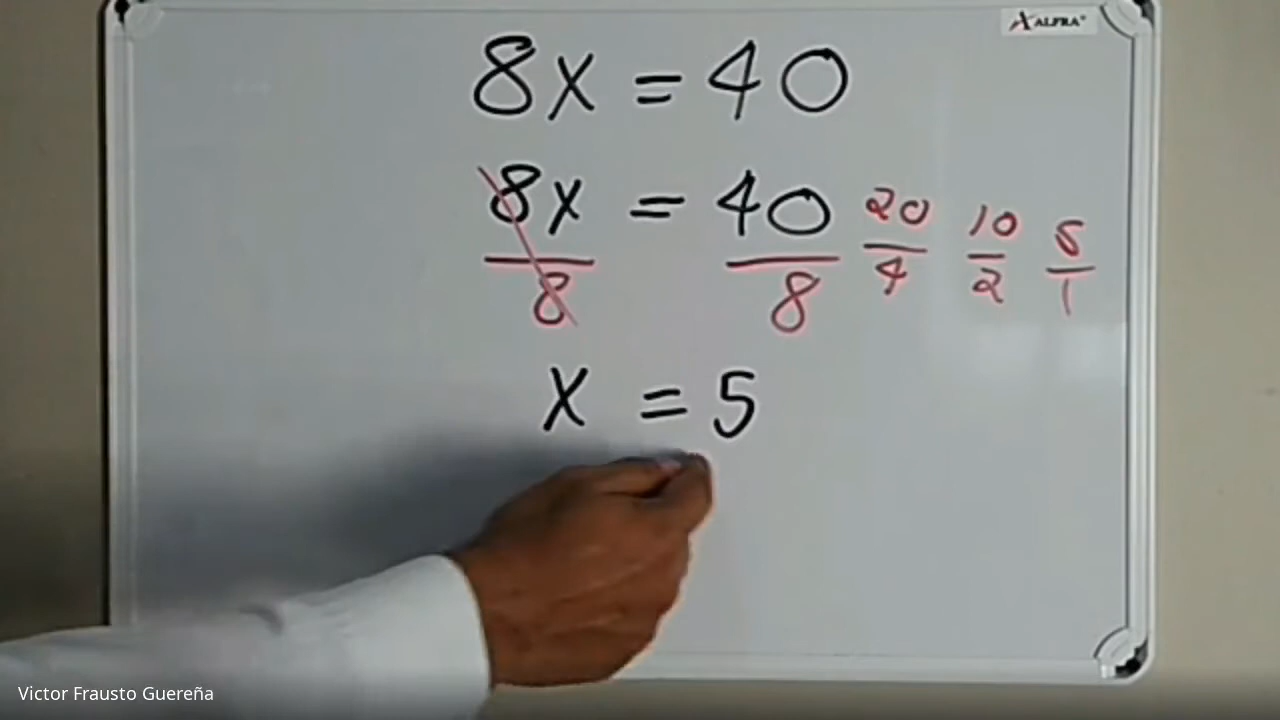 ALFRA
8x = 40
8x/8 = 40/8 20/4 10/2 5/1
x = 5
Victor Frausto Guereña